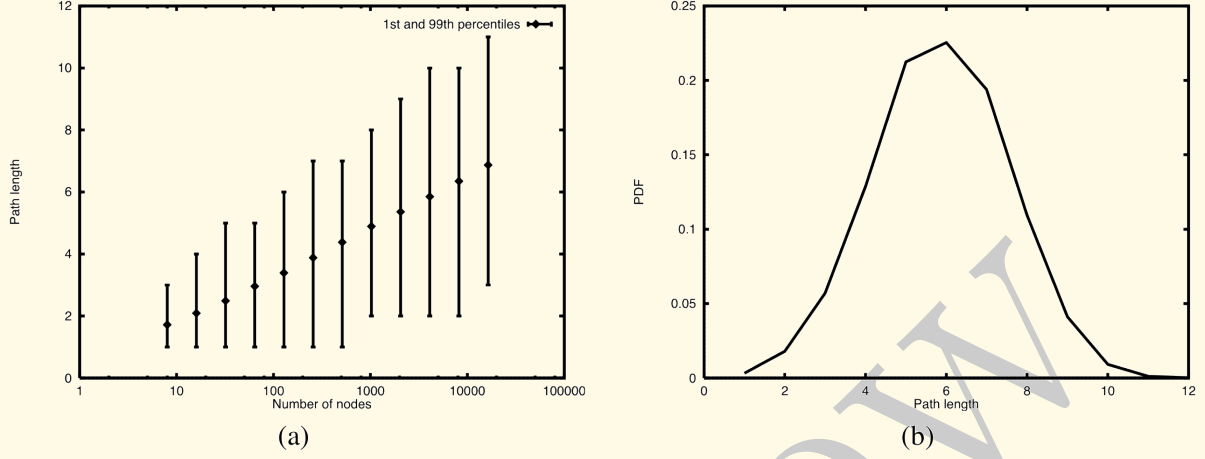 12
10
8
6
4
2
0
Path length
1st and 99th percentiles
1 10 100 1000 10000 100000
Number of nodes
(a)
0.25
0.2
0.15
0.1
0.05
0
PDF
0 2 4 6 8 10 12
Path length
(b)